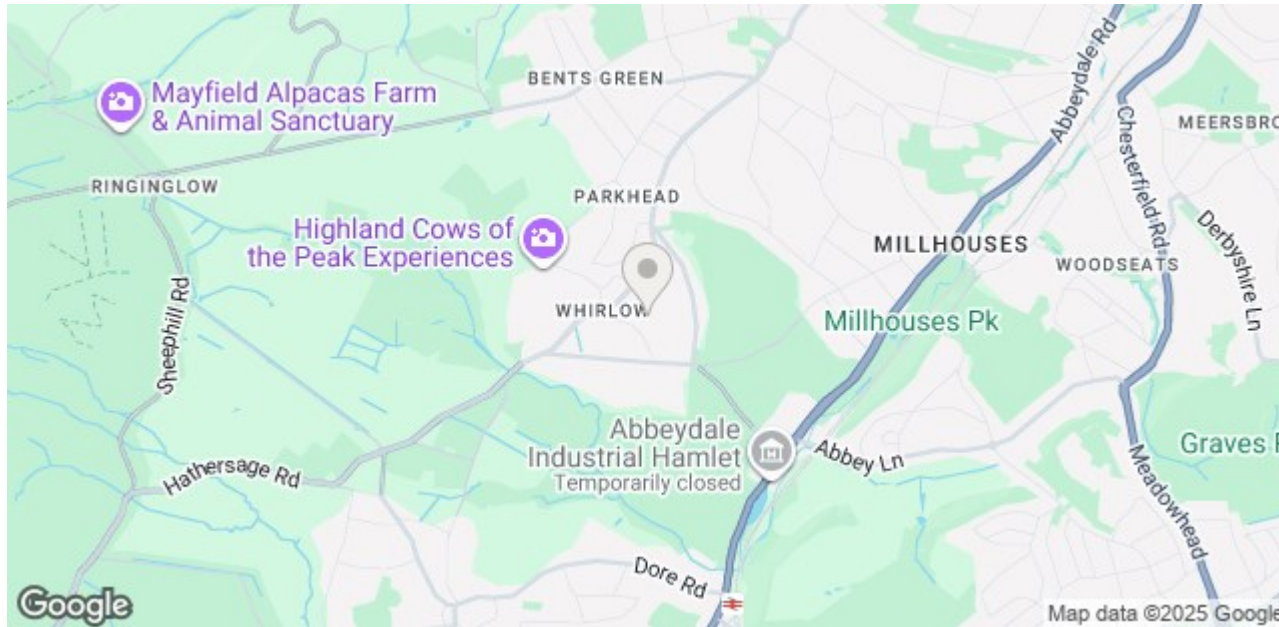 BENTS GREEN
Mayfield Alpacas Farm
& Animal Sanctuary
Abbeydale Rd
Chesterfield Rd
MEERSBRO
RINGINGLOW
PARKHEAD
Highland Cows of
the Peak Experiences
MILLHOUSES
Derbyshire Ln
WOODSEATS
Sheephill Rd
WHIRLOW
Millhouses Pk
Abbeydale
Industrial Hamlet
Temporarily closed
Abbey Ln
Graves P
Hathersage Rd
Meadowhead
Dore Rd
Google
Map data ©2025 Google